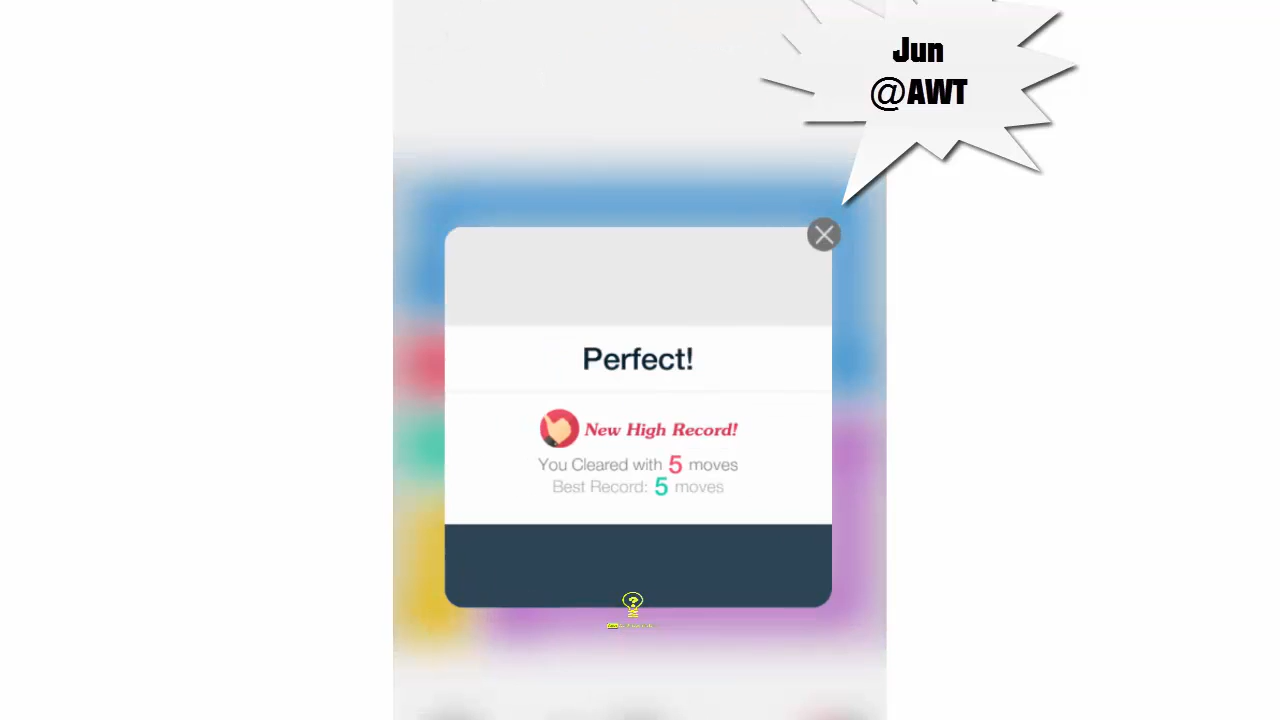 Jun
@AWT
Perfect!
New High Record!
You Cleared with 5 moves
Best Record: 5 moves